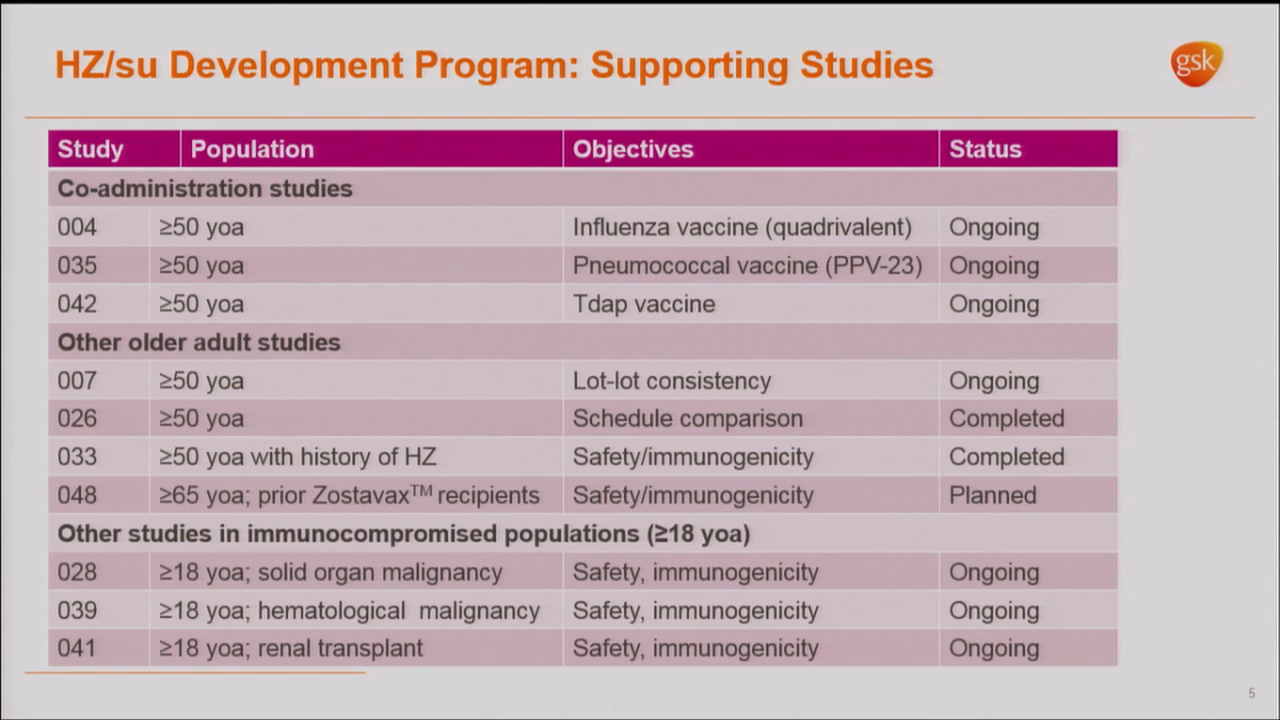 HZ/su Development Program: Supporting Studies
gsk
Study Population Objectives Status
Co-administration studies
004 ≥50 yoa Influenza vaccine (quadrivalent) Ongoing
035 ≥50 yoa Pneumococcal vaccine (PPV-23) Ongoing
042 ≥50 yoa Tdap vaccine Ongoing
Other older adult studies
007 ≥50 yoa Lot-lot consistency Ongoing
026 ≥50 yoa Schedule comparison Completed
033 ≥50 yoa with history of HZ Safety/immunogenicity Completed
048 ≥65 yoa; prior Zostavax™ recipients Safety/immunogenicity Planned
Other studies in immunocompromised populations (≥18 yoa)
028 ≥18 yoa; solid organ malignancy Safety, immunogenicity Ongoing
039 ≥18 yoa; hematological malignancy Safety, immunogenicity Ongoing
041 ≥18 yoa; renal transplant Safety, immunogenicity Ongoing
5